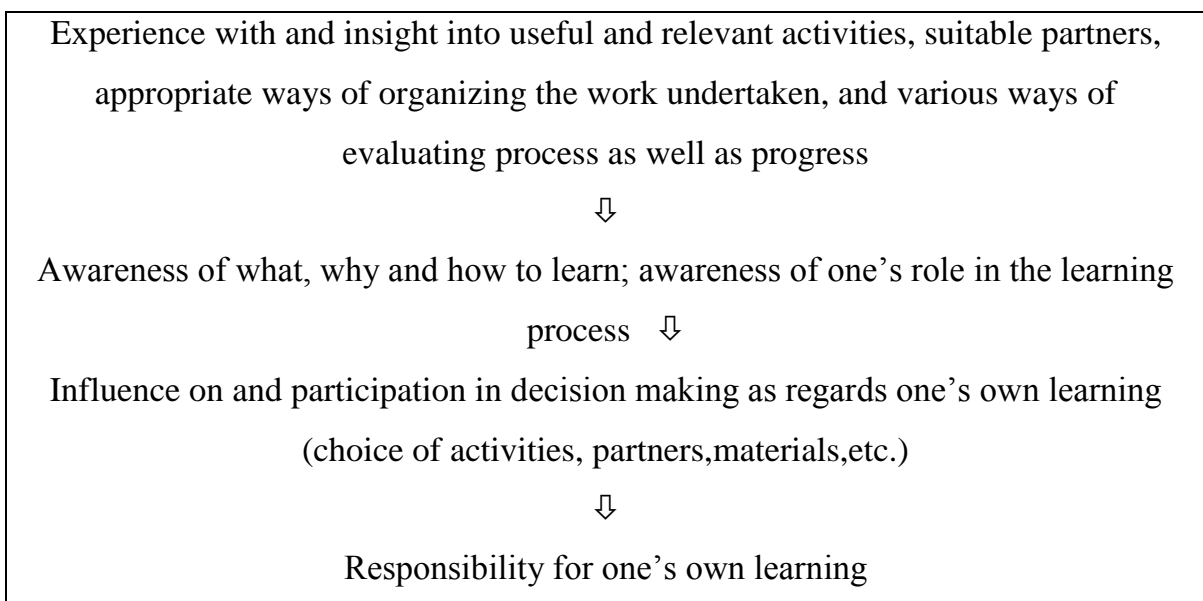 Experience with and insight into useful and relevant activities, suitable partners,
appropriate ways of organizing the work undertaken, and various ways of
evaluating process as well as progress
⇩
Awareness of what, why and how to learn; awareness of one’s role in the learning
process ⇩
Influence on and participation in decision making as regards one’s own learning
(choice of activities, partners,materials,etc.)
⇩
Responsibility for one’s own learning